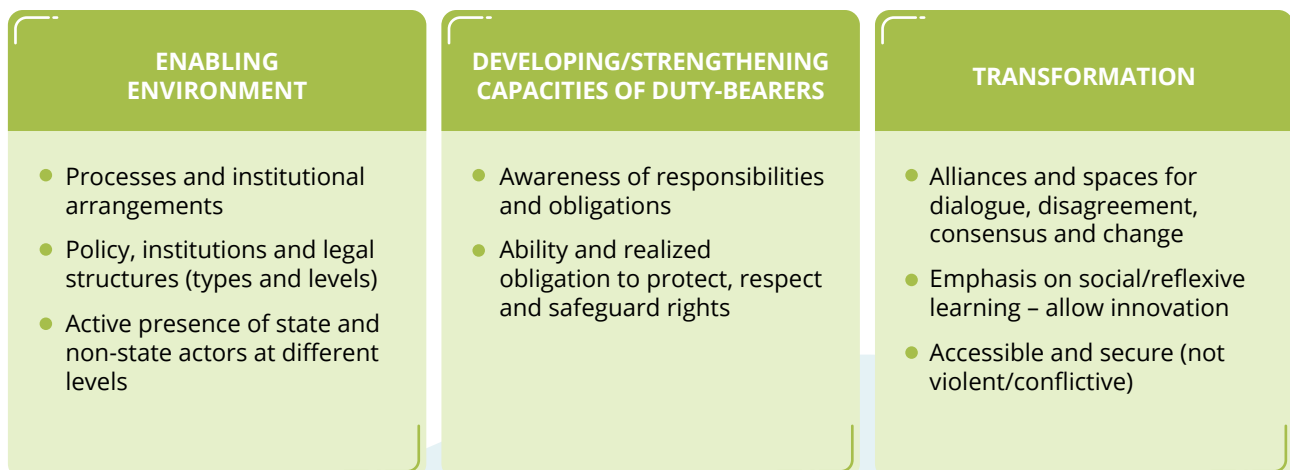 ENABLING
ENVIRONMENT
Processes and institutional
arrangements
Policy, institutions and legal
structures (types and levels)
Active presence of state and
non-state actors at different
levels
DEVELOPING/STRENGTHENING
CAPACITIES OF DUTY-BEARERS
Awareness of responsibilities
and obligations
Ability and realized
obligation to protect, respect
and safeguard rights
TRANSFORMATION
Alliances and spaces for
dialogue, disagreement,
consensus and change
Emphasis on social/reflexive
learning – allow innovation
Accessible and secure (not
violent/conflictive)